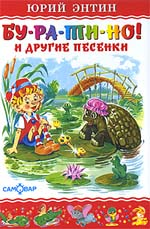 ЮРИЙ ЭНТИН
БУ-РА-ТИ-НО!
И ДРУГИЕ ПЕСЕНКИ
САМОВАР